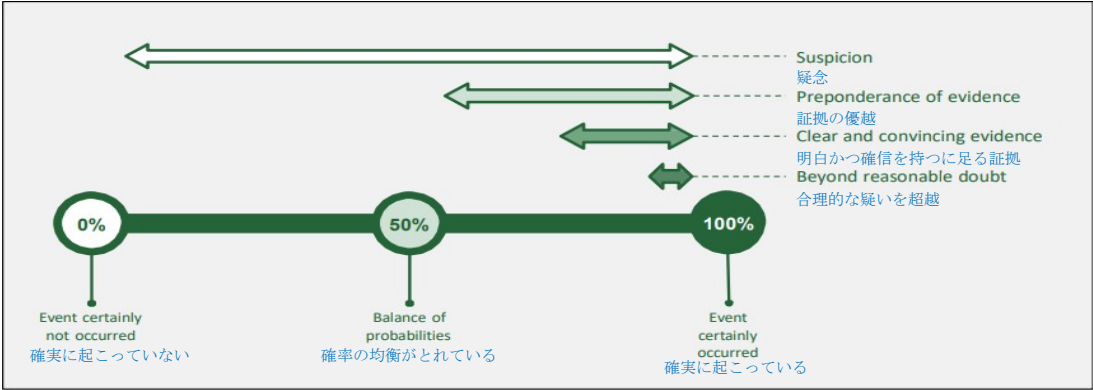 Suspicion
疑念
Preponderance of evidence
証拠の優越
Clear and convincing evidence
明白かつ確信を持つに足る証拠
Beyond reasonable doubt
合理的な疑いを超越
0%
50%
100%
Event certainly
not occurred
確実に起こっていない
Balance of
probabilities
確率の均衡がとれている
Event
certainly
occurred
確実に起こっている